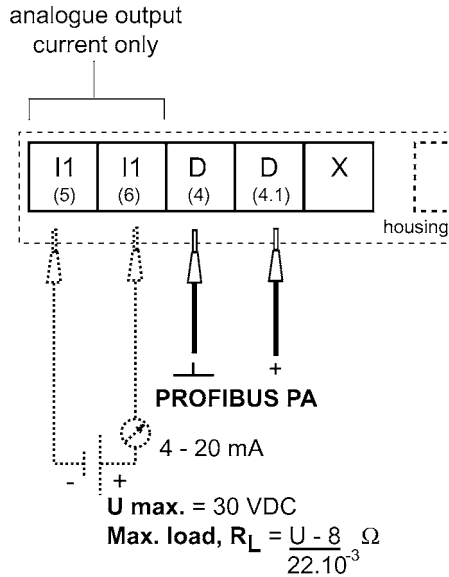 analogue output
current only
I1 I1 D D X
(5) (6) (4) (4.1)
housing
+
PROFIBUS PA
4 - 20 mA
- +
U max. = 30 VDC
Max. load, RL = U - 8 Ω
22.10-3